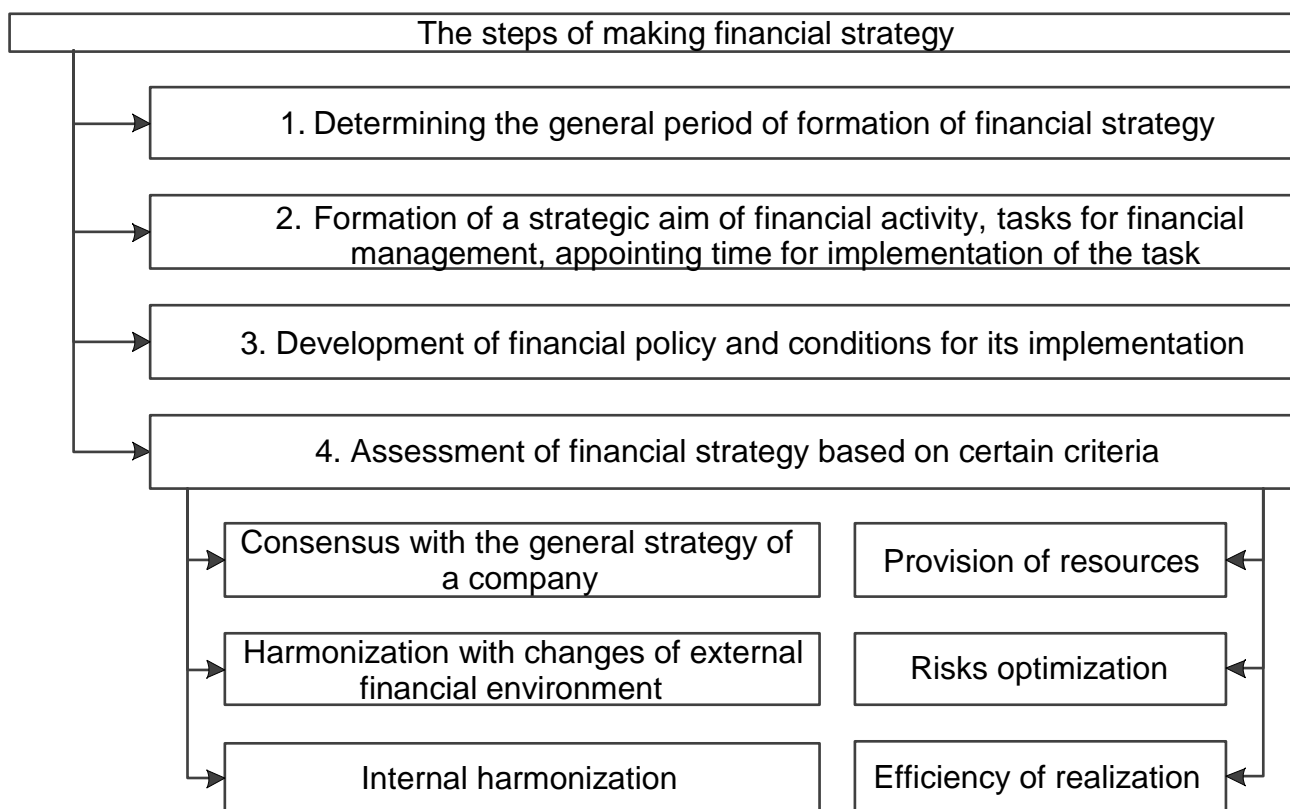 The steps of making financial strategy
1. Determining the general period of formation of financial strategy
2. Formation of a strategic aim of financial activity, tasks for financial
management, appointing time for implementation of the task
3. Development of financial policy and conditions for its implementation
4. Assessment of financial strategy based on certain criteria
Consensus with the general strategy of
a company
Provision of resources
Harmonization with changes of external
financial environment
Risks optimization
Internal harmonization
Efficiency of realization